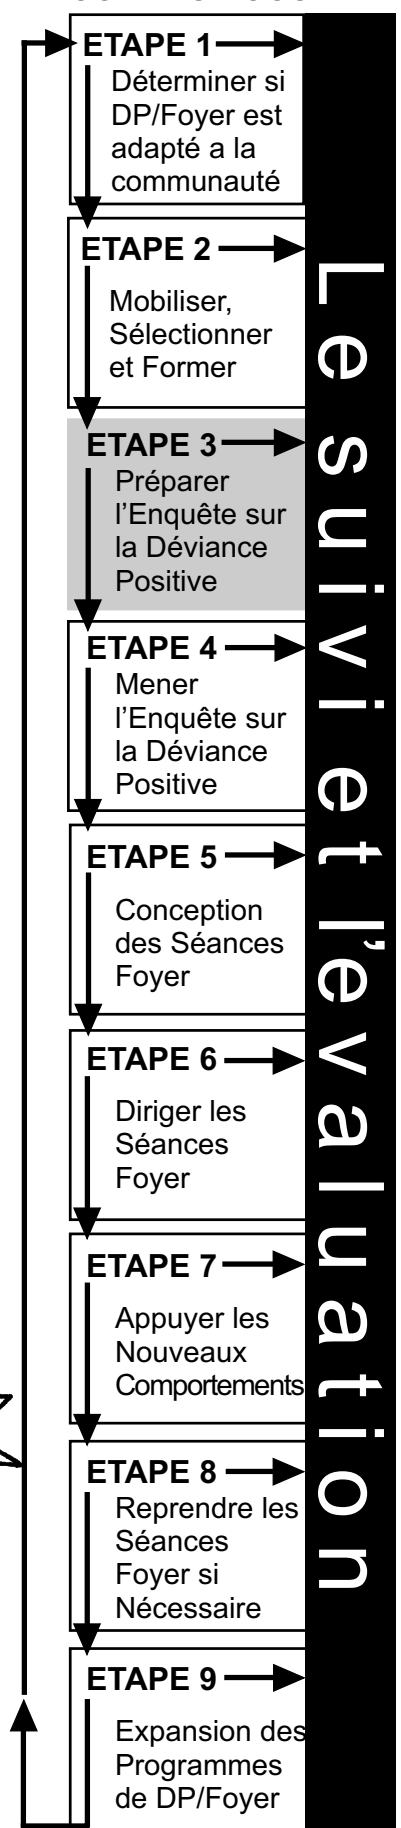 ETAPE 1
Déterminer si
DP/Foyer est
adapté a la
communauté
ETAPE 2
Mobiliser,
Sélectionner
et Former
ETAPE 3
Préparer
l’Enquête sur
la Déviance
Positive
ETAPE 4
Mener
l’Enquête sur
la Déviance
Positive
ETAPE 5
Conception
des Séances
Foyer
ETAPE 6
Diriger les
Séances
Foyer
ETAPE 7
Appuyer les
Nouveaux
Comportements
ETAPE 8
Reprendre les
Séances
Foyer si
Nécessaire
ETAPE 9
Expansion des
Programmes
de DP/Foyer
Le suivi et l’evaluation